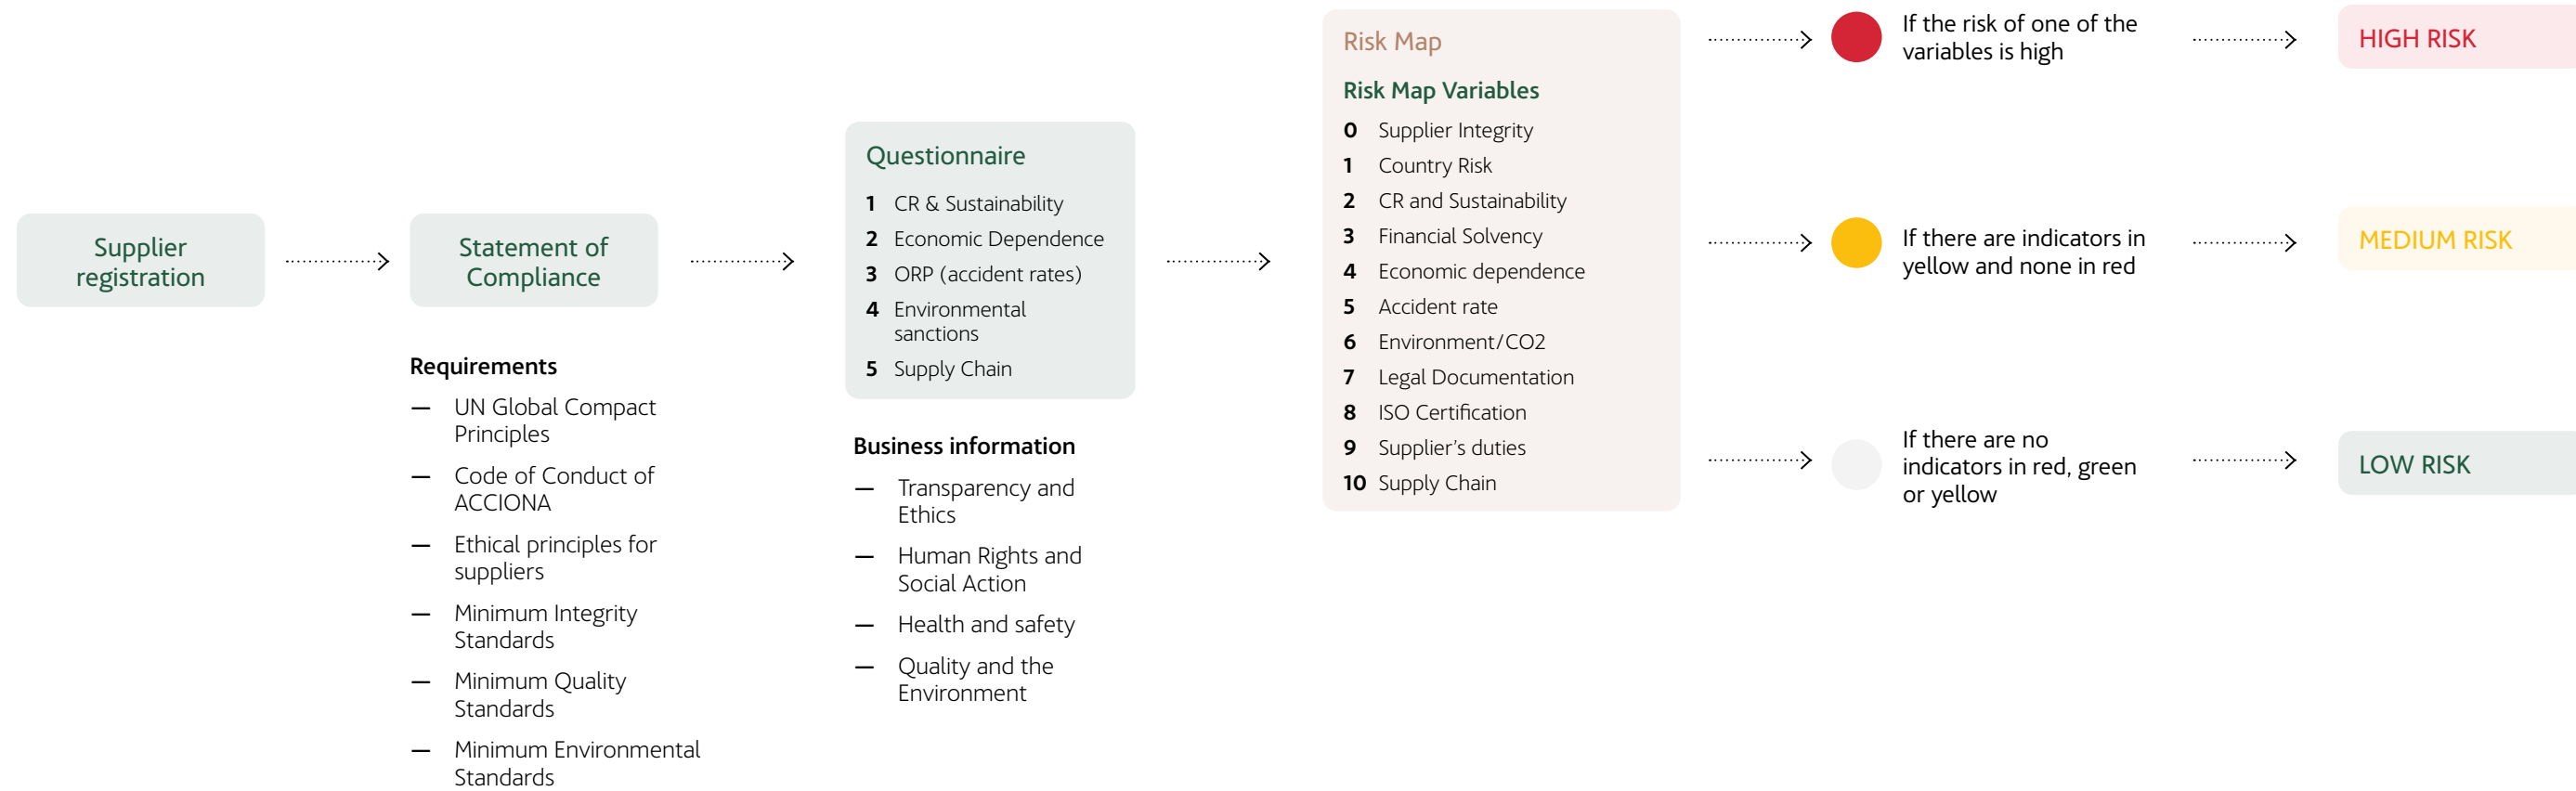 Supplier
registration
Statement of
Compliance
Requirements
— UN Global Compact
Principles
— Code of Conduct of
ACCIONA
— Ethical principles for
suppliers
— Minimum Integrity
Standards
— Minimum Quality
Standards
— Minimum Environmental
Standards
Questionnaire
1 CR & Sustainability
2 Economic Dependence
3 ORP (accident rates)
4 Environmental
sanctions
5 Supply Chain
Business information
— Transparency and
Ethics
— Human Rights and
Social Action
— Health and safety
— Quality and the
Environment
Risk Map
Risk Map Variables
0 Supplier Integrity
1 Country Risk
2 CR and Sustainability
3 Financial Solvency
4 Economic dependence
5 Accident rate
6 Environment/CO2
7 Legal Documentation
8 ISO Certification
9 Supplier’s duties
10 Supply Chain
If the risk of one of the
variables is high
HIGH RISK
If there are indicators in
yellow and none in red
MEDIUM RISK
If there are no
indicators in red, green
or yellow
LOW RISK